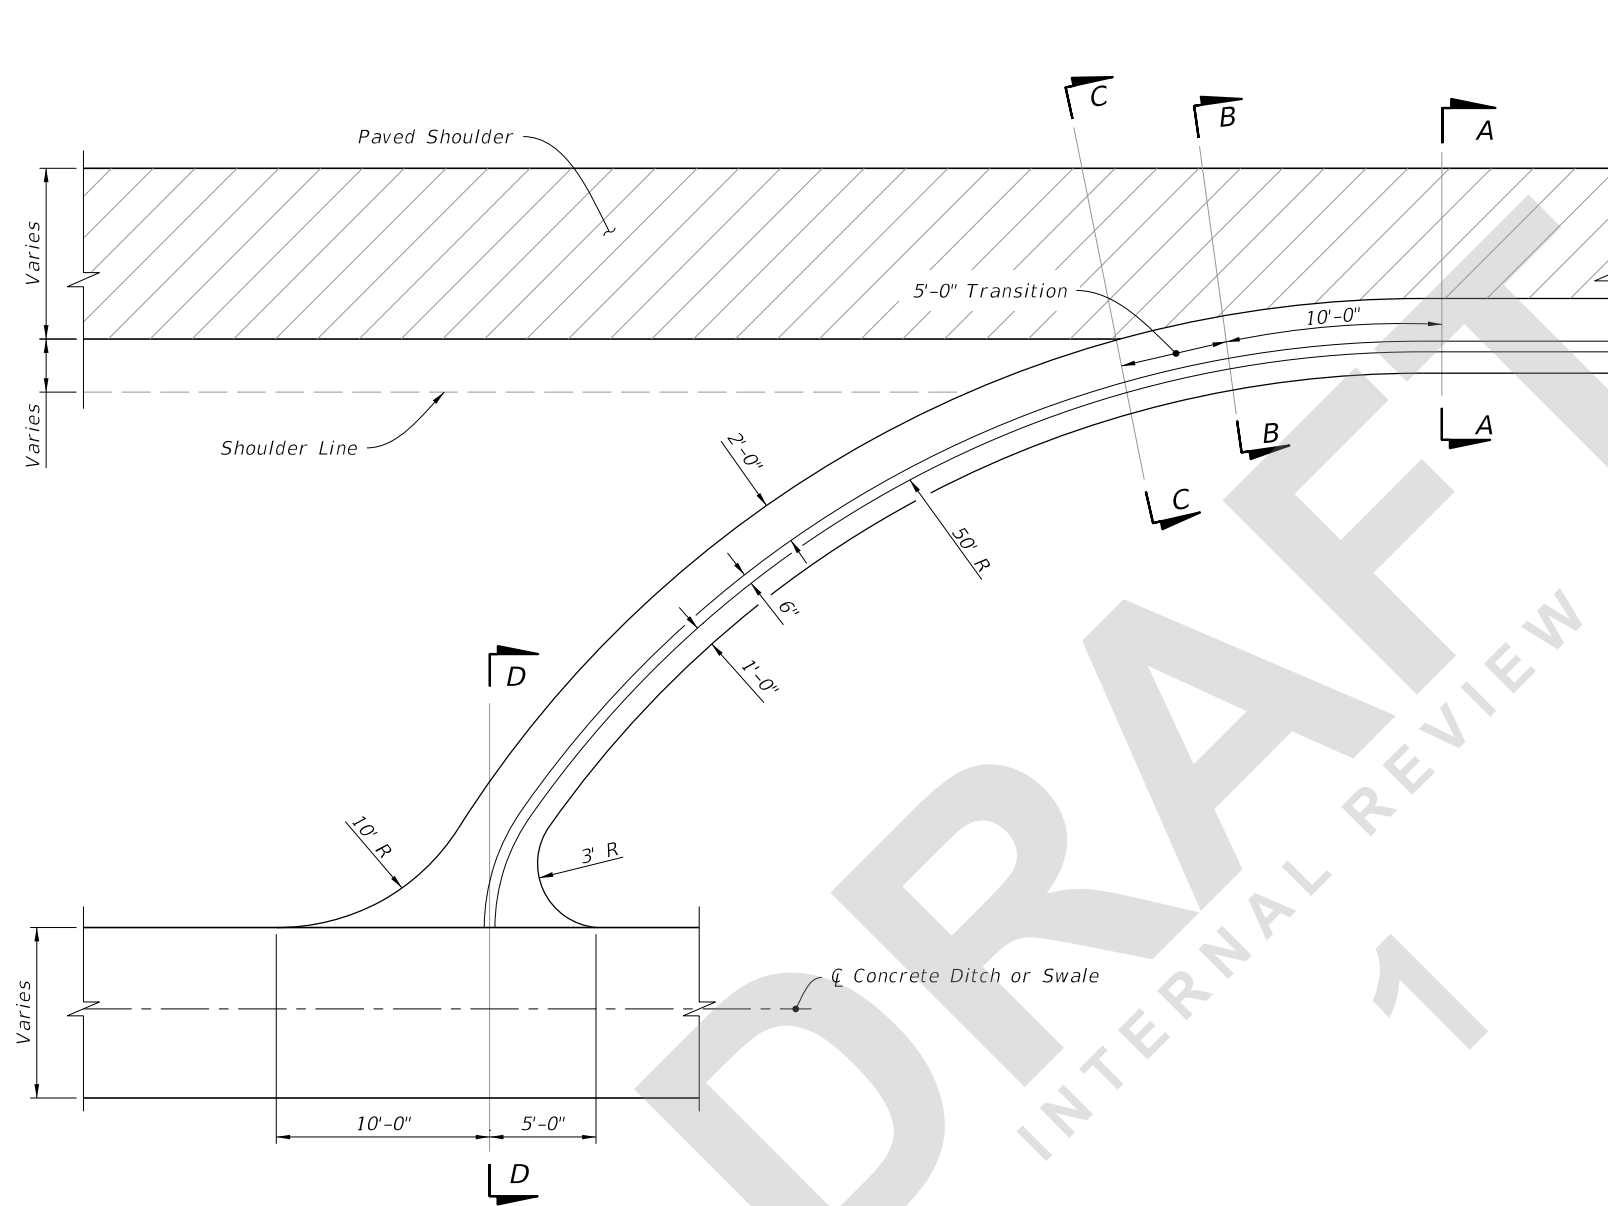 C
B
A
Paved Shoulder
Varies
5'-0" Transition
10'-0"
Varies
Shoulder Line
2'-0"
B
A
C
50' R
6"
1'-0"
D
10' R
3' R
℄ Concrete Ditch or Swale
Varies
10'-0"
5'-0"
D
DRAFT
INTERNAL REVIEW
1